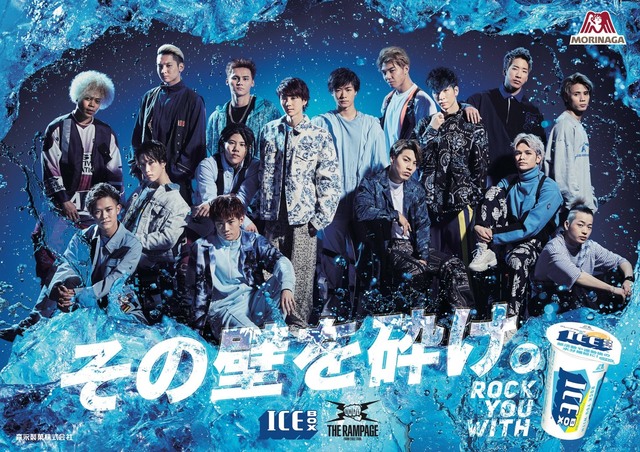 MORINAGA
その壁を砕け。
ROCK
YOU
WITH
ICE BOX
THE RAMPAGE
ICE BOX
森永製菓株式会社